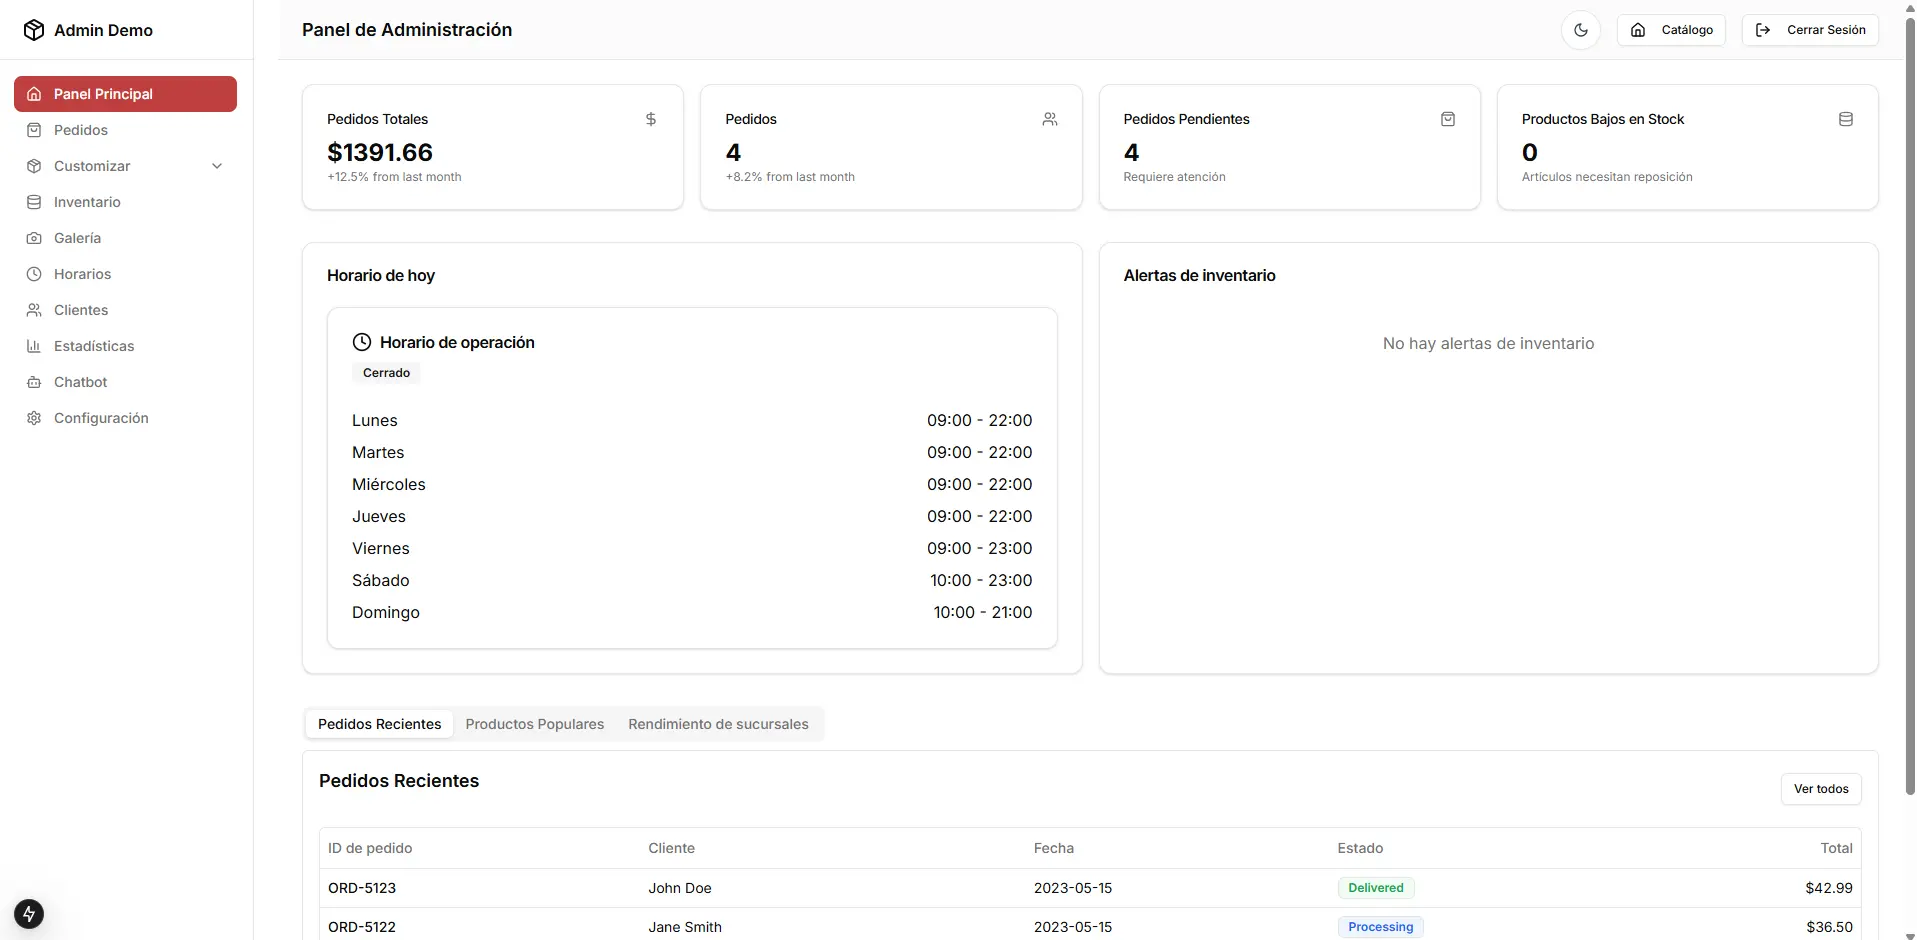 Admin Demo
Panel Principal
Pedidos
Customizar
Inventario
Galería
Horarios
Clientes
Estadísticas
Chatbot
Configuración
Panel de Administración
Catálogo
Cerrar Sesión
Pedidos Totales
$1391.66
+12.5% from last month
Pedidos
4
+8.2% from last month
Pedidos Pendientes
4
Requiere atención
Productos Bajos en Stock
0
Artículos necesitan reposición
Horario de hoy
Horario de operación
Cerrado
Lunes 09:00 - 22:00
Martes 09:00 - 22:00
Miércoles 09:00 - 22:00
Jueves 09:00 - 22:00
Viernes 09:00 - 23:00
Sábado 10:00 - 23:00
Domingo 10:00 - 21:00
Alertas de inventario
No hay alertas de inventario
Pedidos Recientes Productos Populares Rendimiento de sucursales
Pedidos Recientes
Ver todos
ID de pedido Cliente Fecha Estado Total
ORD-5123 John Doe 2023-05-15 Delivered $42.99
ORD-5122 Jane Smith 2023-05-15 Processing $36.50